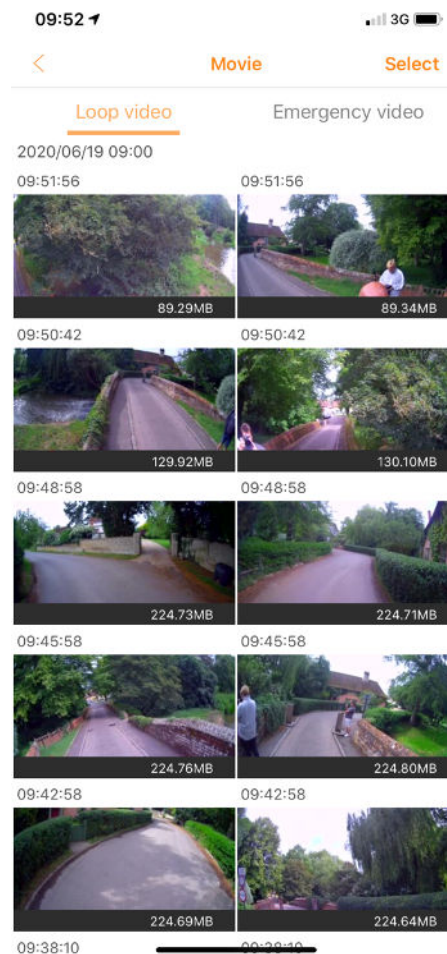 09:52
3G
Movie
Select
Loop video
Emergency video
2020/06/19 09:00
09:51:56 09:51:56
89.29MB 89.34MB
09:50:42 09:50:42
129.92MB 130.10MB
09:48:58 09:48:58
224.73MB 224.71MB
09:45:58 09:45:58
224.76MB 224.80MB
09:42:58 09:42:58
224.69MB 224.64MB
09:38:10 09:38:10